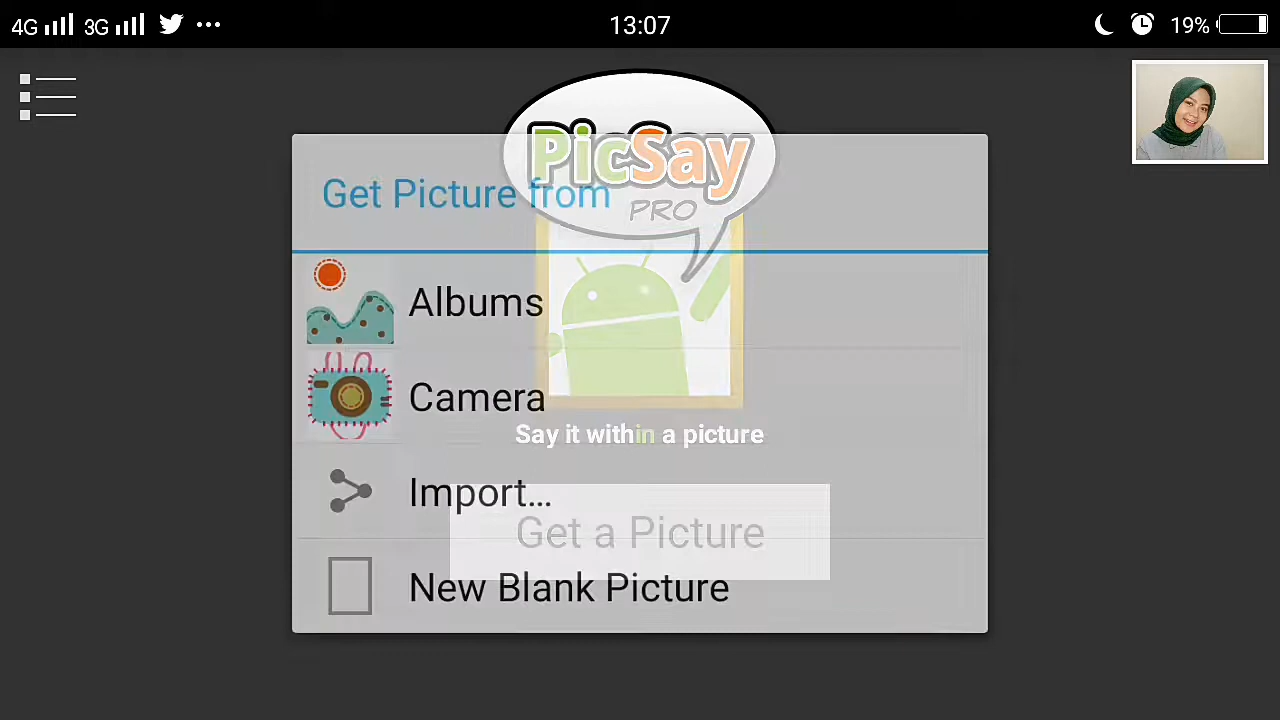 4G 3G 13:07 19%
PicSay
PRO
Get Picture from
Albums
Camera
Say it within a picture
Import...
Get a Picture
New Blank Picture